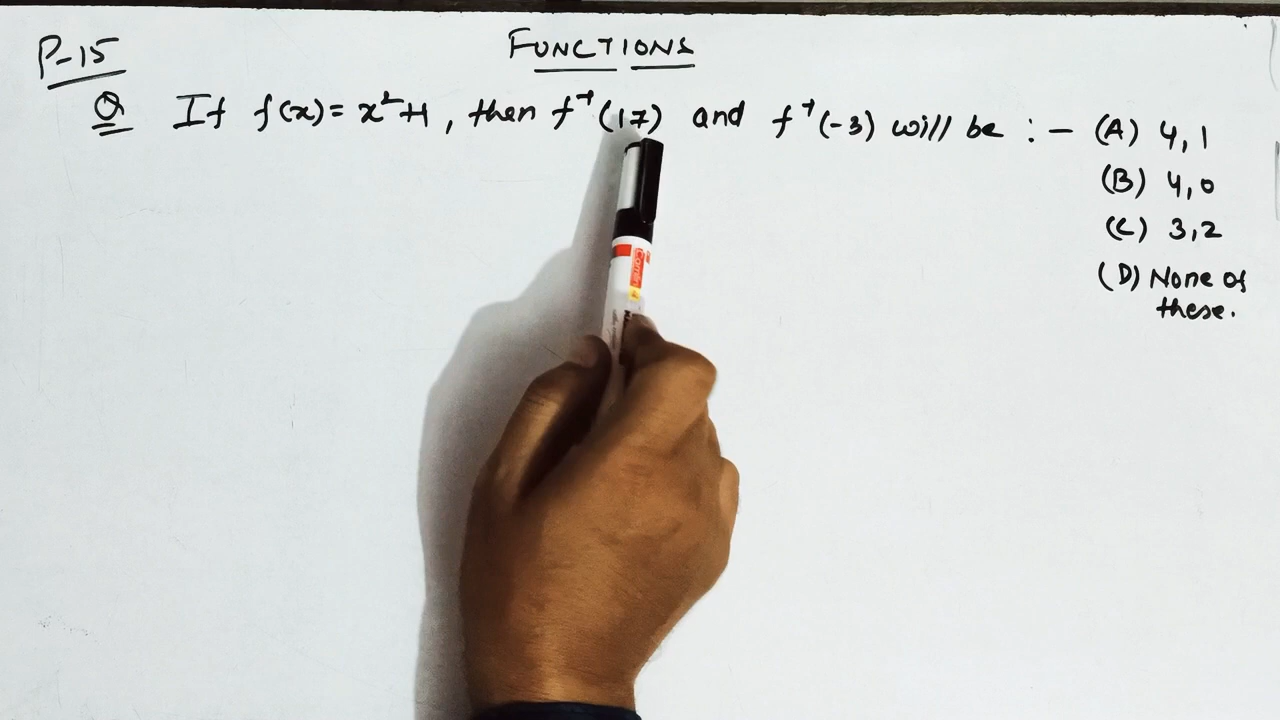 P-15
FUNCTIONS
Q If f(x) = x²+1, then f⁻¹(17) and f⁻¹(-3) will be :- (A) 4,1
(B) 4,0
(C) 3,2
(D) None of
these.